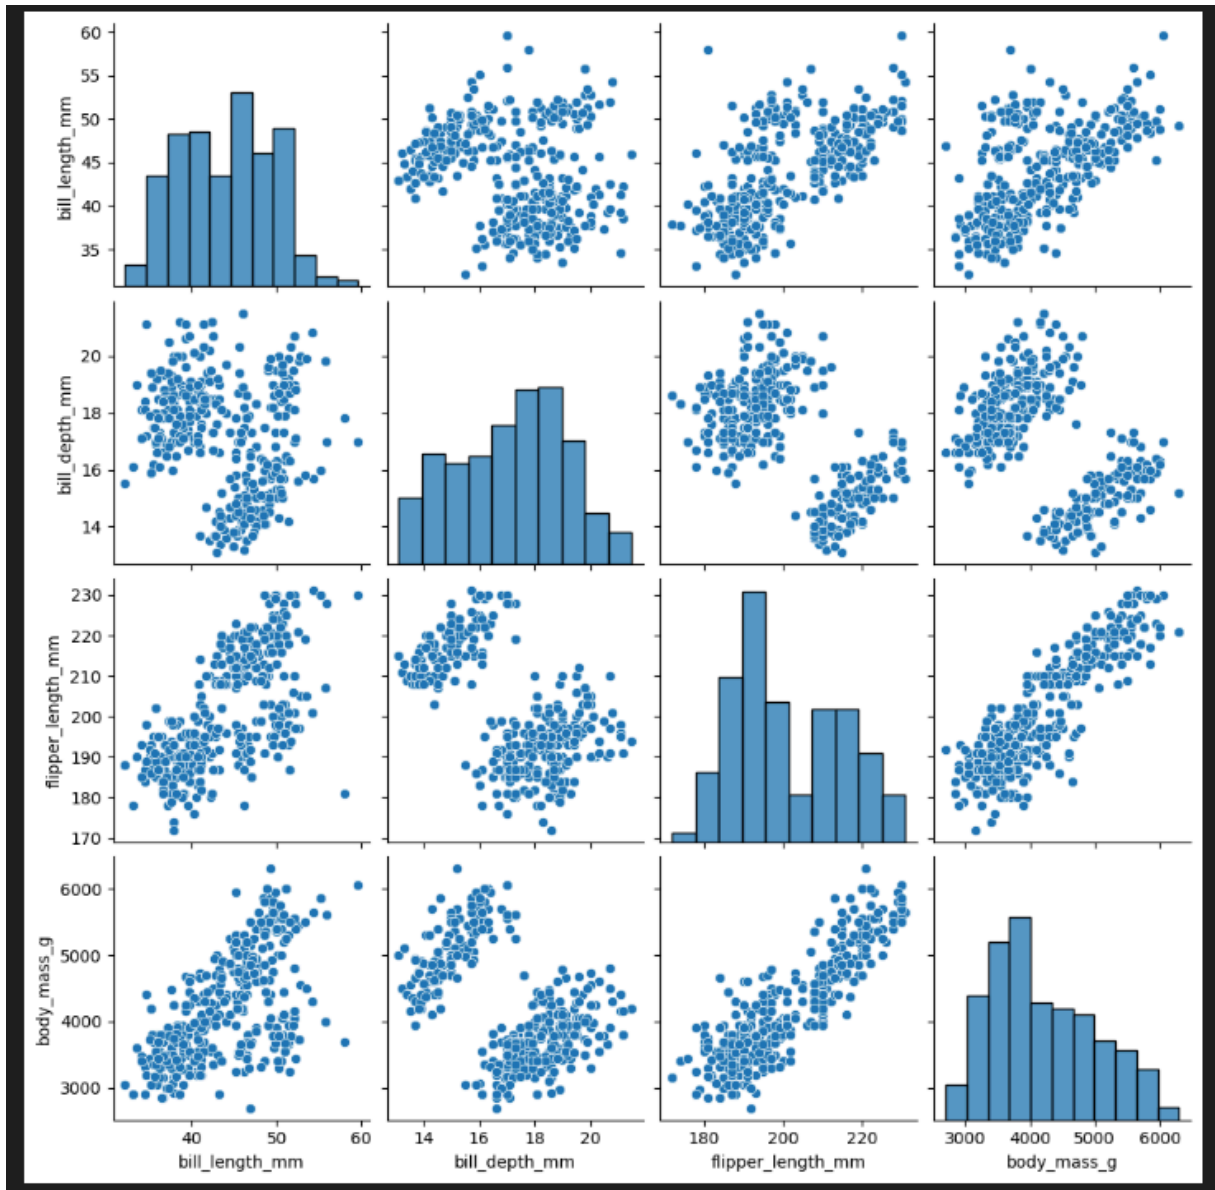 60
55
50
45
40
35
bill_length_mm
20
18
16
14
bill_depth_mm
230
220
210
200
190
180
170
flipper_length_mm
6000
5000
4000
3000
body_mass_g
40 50 60
bill_length_mm
14 16 18 20
bill_depth_mm
180 200 220
flipper_length_mm
3000 4000 5000 6000
body_mass_g